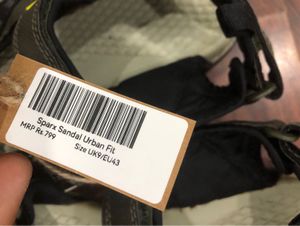 Sparx Sandal Urban Fit
MRP Rs.799
Size UK9/EU43